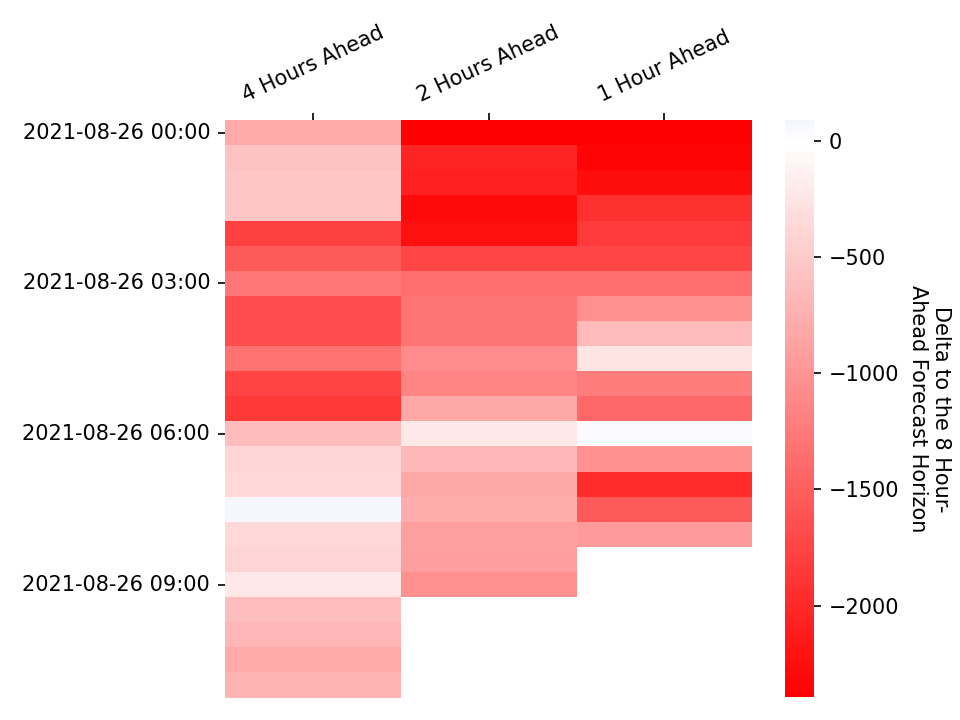 4 Hours Ahead
2 Hours Ahead
1 Hour Ahead
2021-08-26 00:00
2021-08-26 03:00
2021-08-26 06:00
2021-08-26 09:00
0
−500
−1000
−1500
−2000
Delta to the 8 Hour-
Ahead Forecast Horizon